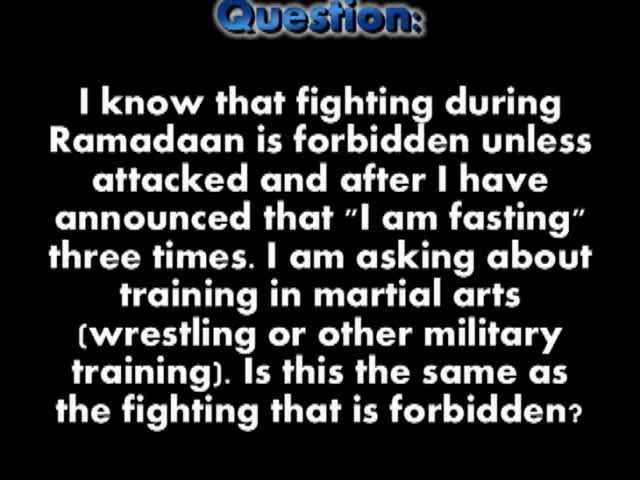 Question:
I know that fighting during
Ramadaan is forbidden unless
attacked and after I have
announced that "I am fasting"
three times. I am asking about
training in martial arts
(wrestling or other military
training). Is this the same as
the fighting that is forbidden?